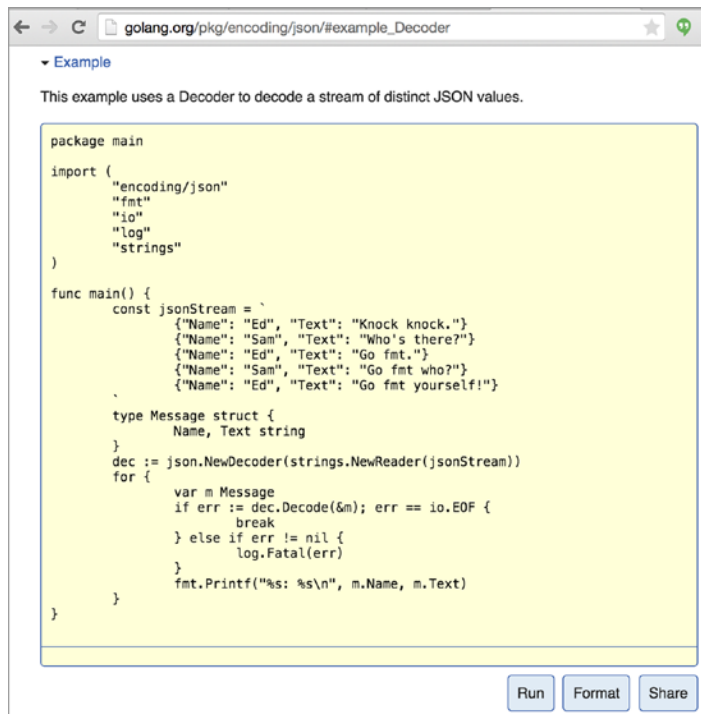 golang.org/pkg/encoding/json/#example_Decoder
Example
This example uses a Decoder to decode a stream of distinct JSON values.
package main
import (
"encoding/json"
"fmt"
"io"
"log"
"strings"
)
func main() {
const jsonStream = `
{"Name": "Ed", "Text": "Knock knock."}
{"Name": "Sam", "Text": "Who's there?"}
{"Name": "Ed", "Text": "Go fmt."}
{"Name": "Sam", "Text": "Go fmt who?"}
{"Name": "Ed", "Text": "Go fmt yourself!"}
`
type Message struct {
Name, Text string
}
dec := json.NewDecoder(strings.NewReader(jsonStream))
for {
var m Message
if err := dec.Decode(&m); err == io.EOF {
break
} else if err != nil {
log.Fatal(err)
}
fmt.Printf("%s: %s\n", m.Name, m.Text)
}
}
Run Format Share